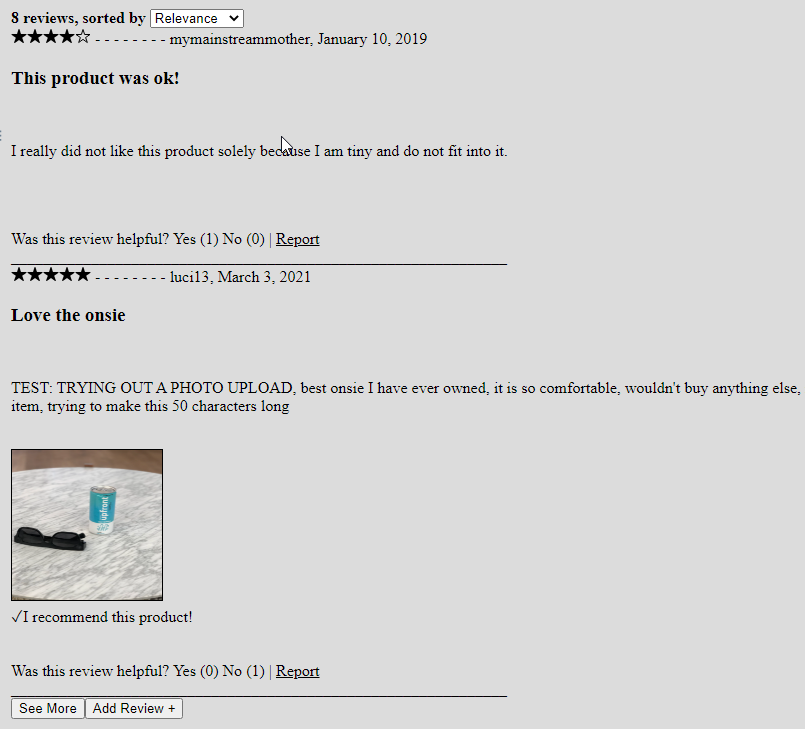 8 reviews, sorted by Relevance
★★★★☆ - - - - - - - - mymainstreammother, January 10, 2019
This product was ok!
I really did not like this product solely because I am tiny and do not fit into it.
Was this review helpful? Yes (1) No (0) | Report
★★★★★ - - - - - - - - luci13, March 3, 2021
Love the onsie
TEST: TRYING OUT A PHOTO UPLOAD, best onsie I have ever owned, it is so comfortable, wouldn't buy anything else,
item, trying to make this 50 characters long
upfront
✓I recommend this product!
Was this review helpful? Yes (0) No (1) | Report
See More Add Review +